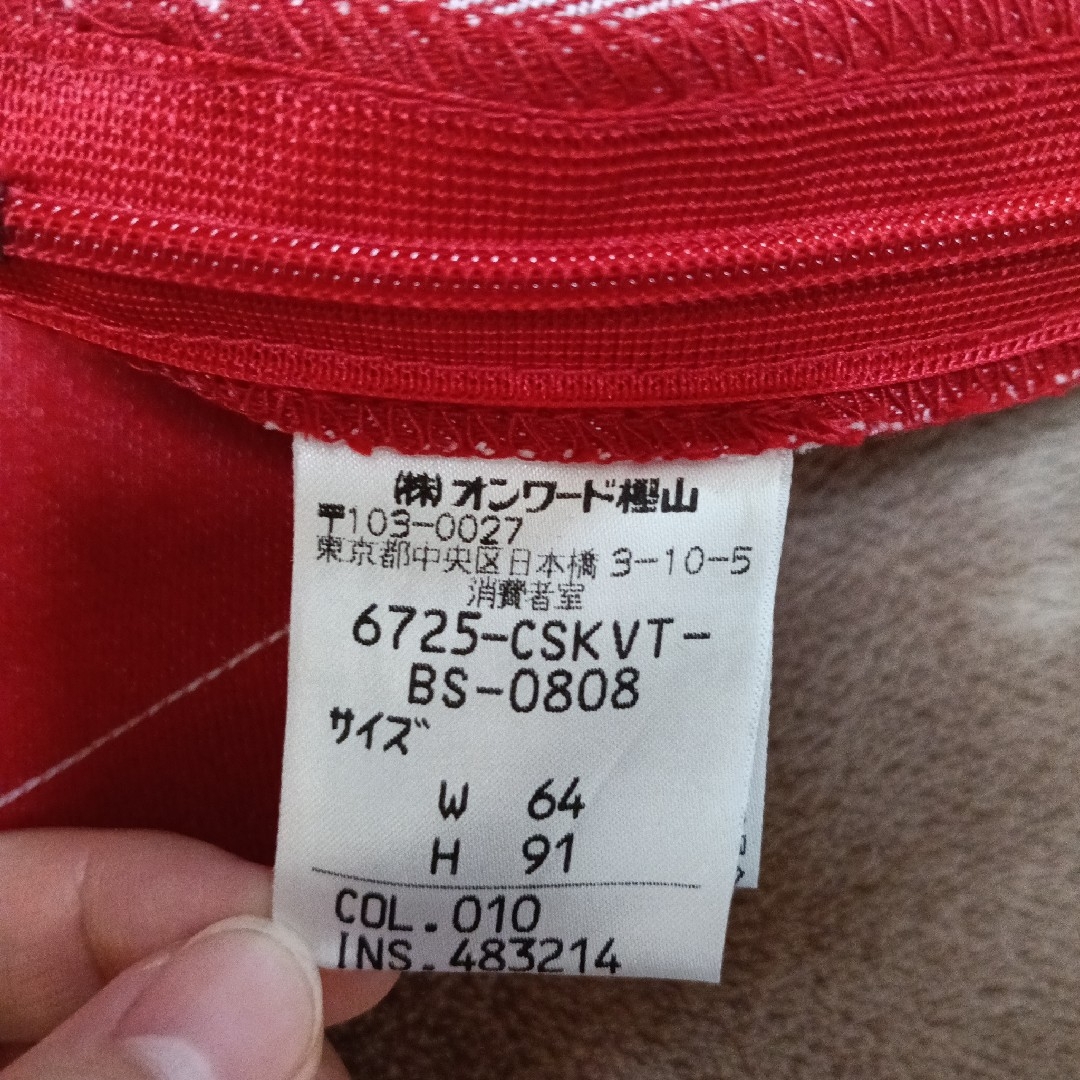 ㈱オンワード樫山
〒103-0027
東京都中央区日本橋 3-10-5
消費者室
6725-CSKVT-
BS-0808
サイズ
W 64
H 91
COL.010
INS.483214